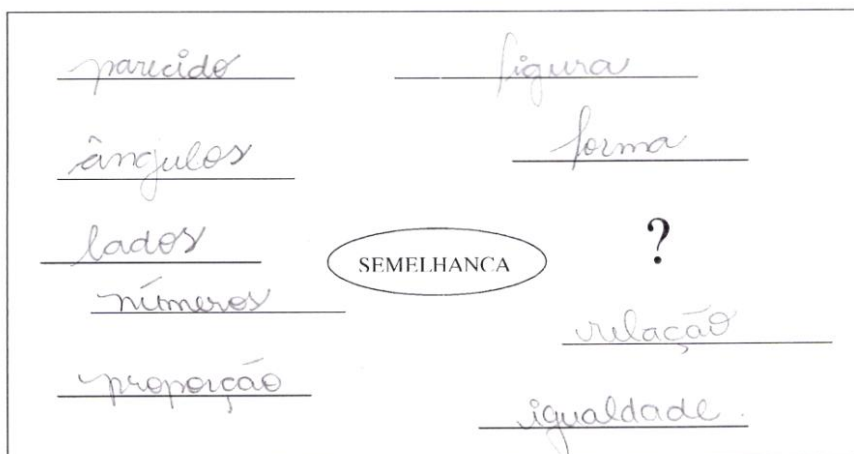 parecido
figura
ângulos
forma
lados
?
SEMELHANCA
números
relação
proporção
igualdade.